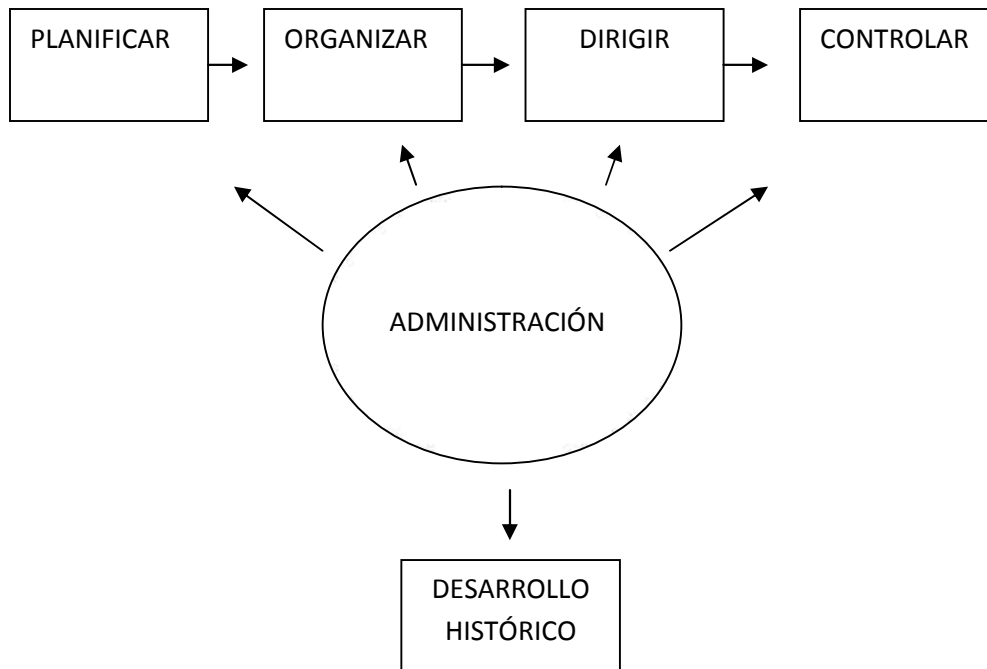 PLANIFICAR
ORGANIZAR
DIRIGIR
CONTROLAR
ADMINISTRACIÓN
DESARROLLO
HISTÓRICO